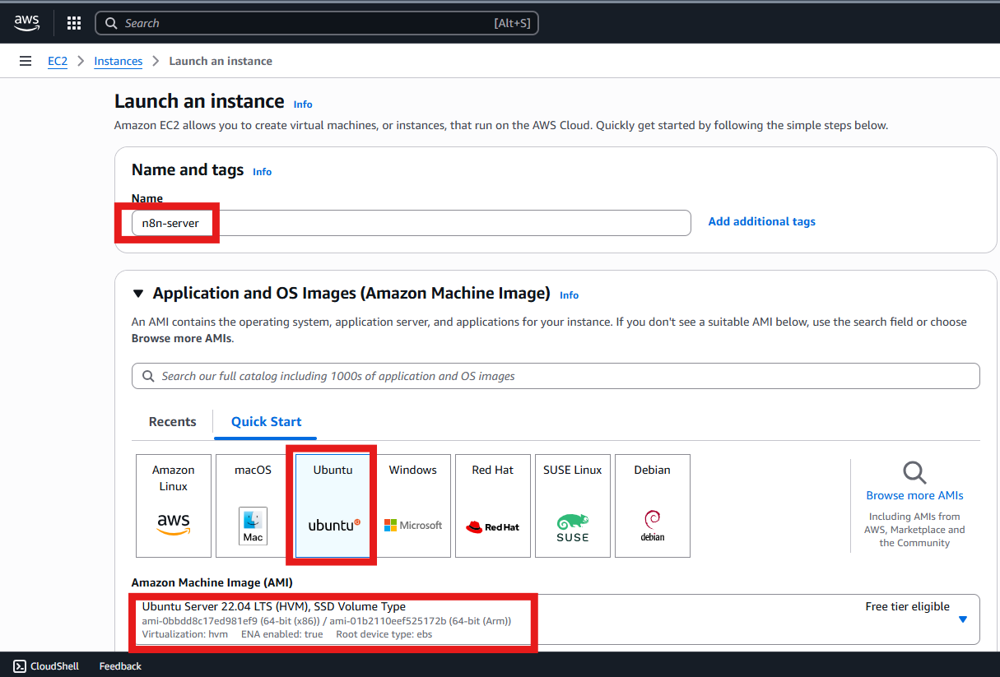 aws
Search [Alt+S]
EC2 > Instances > Launch an instance
Launch an instance Info
Amazon EC2 allows you to create virtual machines, or instances, that run on the AWS Cloud. Quickly get started by following the simple steps below.
Name and tags Info
Name
n8n-server
Add additional tags
Application and OS Images (Amazon Machine Image) Info
An AMI contains the operating system, application server, and applications for your instance. If you don't see a suitable AMI below, use the search field or choose
Browse more AMIs.
Search our full catalog including 1000s of application and OS images
Recents Quick Start
Amazon
Linux
aws
macOS
Mac
Ubuntu
ubuntu
Windows
Microsoft
Red Hat
Red Hat
SUSE Linux
SUSE
Debian
debian
Browse more AMIs
Including AMIs from
AWS, Marketplace and
the Community
Amazon Machine Image (AMI)
Ubuntu Server 22.04 LTS (HVM), SSD Volume Type
Free tier eligible
ami-0bbdd8c17ed981ef9 (64-bit (x86)) / ami-01b2110eef525172b (64-bit (Arm))
Virtualization: hvm ENA enabled: true Root device type: ebs
CloudShell Feedback